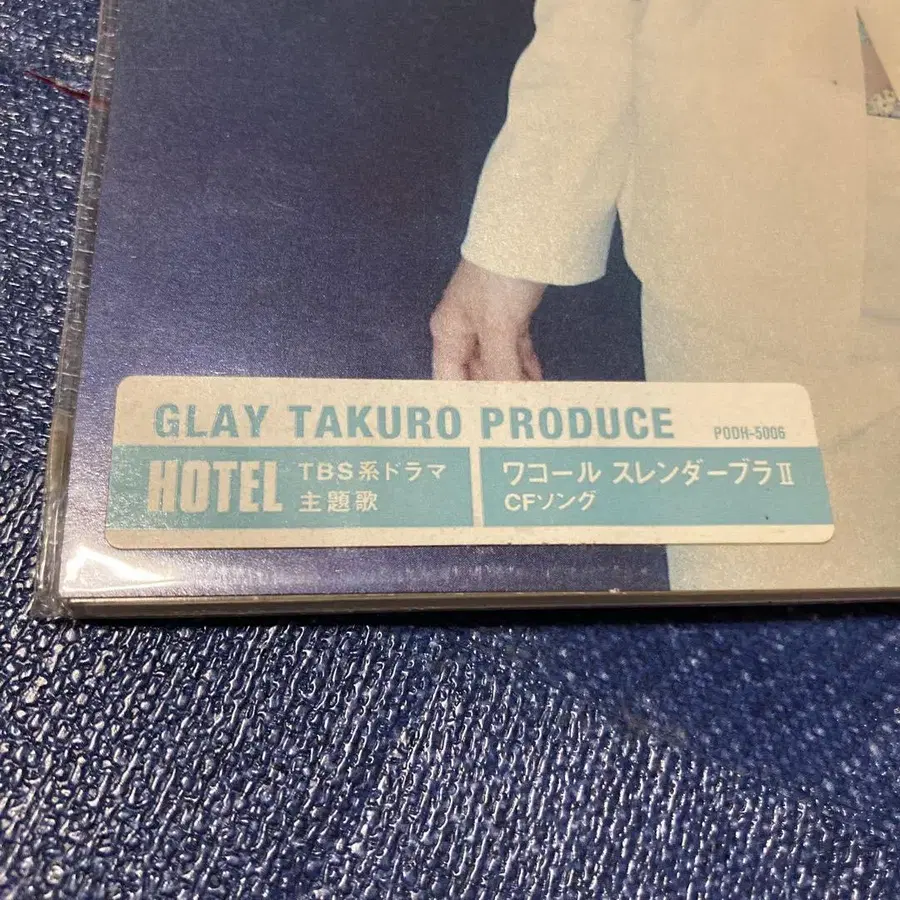 GLAY TAKURO PRODUCE PODH-5006
HOTEL TBS系ドラマ
主題歌
ワコール スレンダーブラⅡ
CFソング